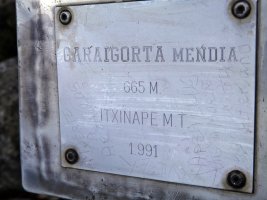 GARAIGORTA MENDIA
665 M
ITXINAPE M T
1.991